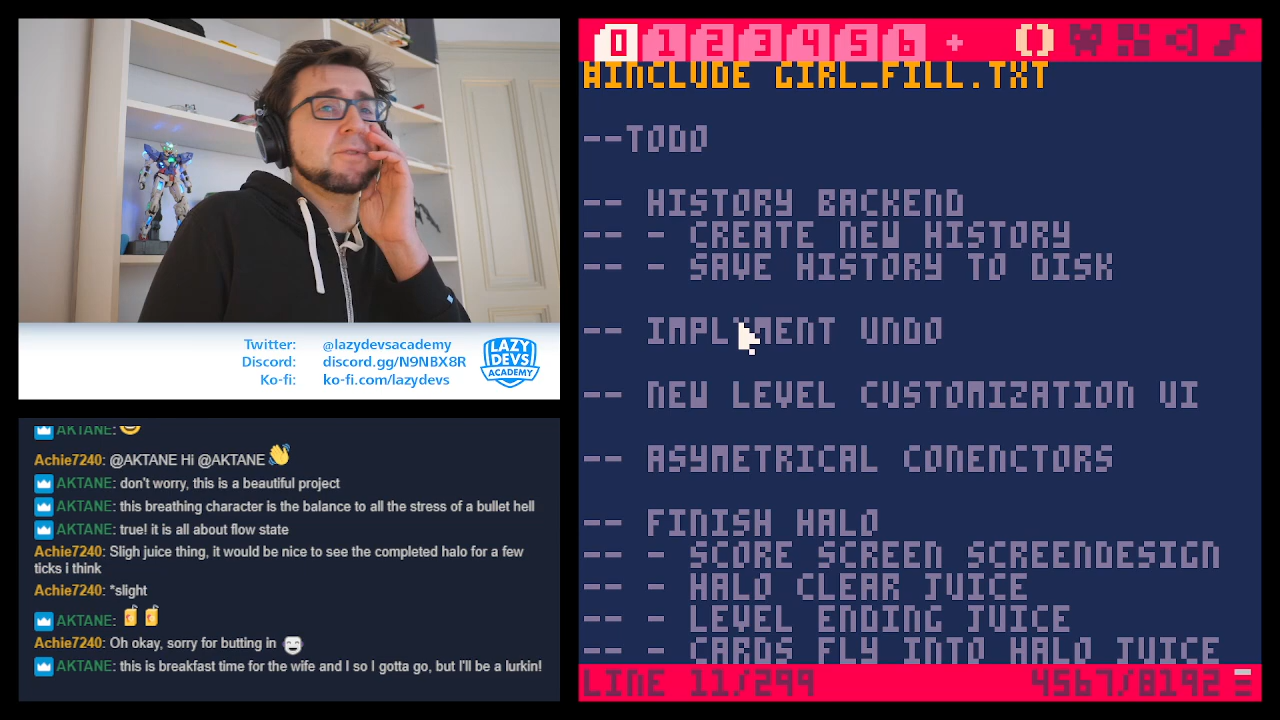 Twitter: @lazydevsacademy
Discord: discord.gg/N9NBX8R
Ko-fi: ko-fi.com/lazydevs
LAZY
DEVS
ACADEMY
AKTANE:
Achie7240: @AKTANE Hi @AKTANE
AKTANE: don't worry, this is a beautiful project
AKTANE: this breathing character is the balance to all the stress of a bullet hell
AKTANE: true! it is all about flow state
Achie7240: Sligh juice thing, it would be nice to see the completed halo for a few
ticks i think
Achie7240: *slight
AKTANE:
Achie7240: Oh okay, sorry for butting in
AKTANE: this is breakfast time for the wife and I so I gotta go, but I'll be a lurkin!
0 1 2 3 4 5 6 +
#INCLUDE GIRL_FILL.TXT
--TODO
-- HISTORY BACKEND
-- - CREATE NEW HISTORY
-- - SAVE HISTORY TO DISK
-- IMPLEMENT UNDO
-- NEW LEVEL CUSTOMIZATION UI
-- ASYMETRICAL CONENCTORS
-- FINISH HALO
-- - SCORE SCREEN SCREENDESIGN
-- - HALO CLEAR JUICE
-- - LEVEL ENDING JUICE
-- - CARDS FLY INTO HALO JUICE
LINE 11/299 4567/8192